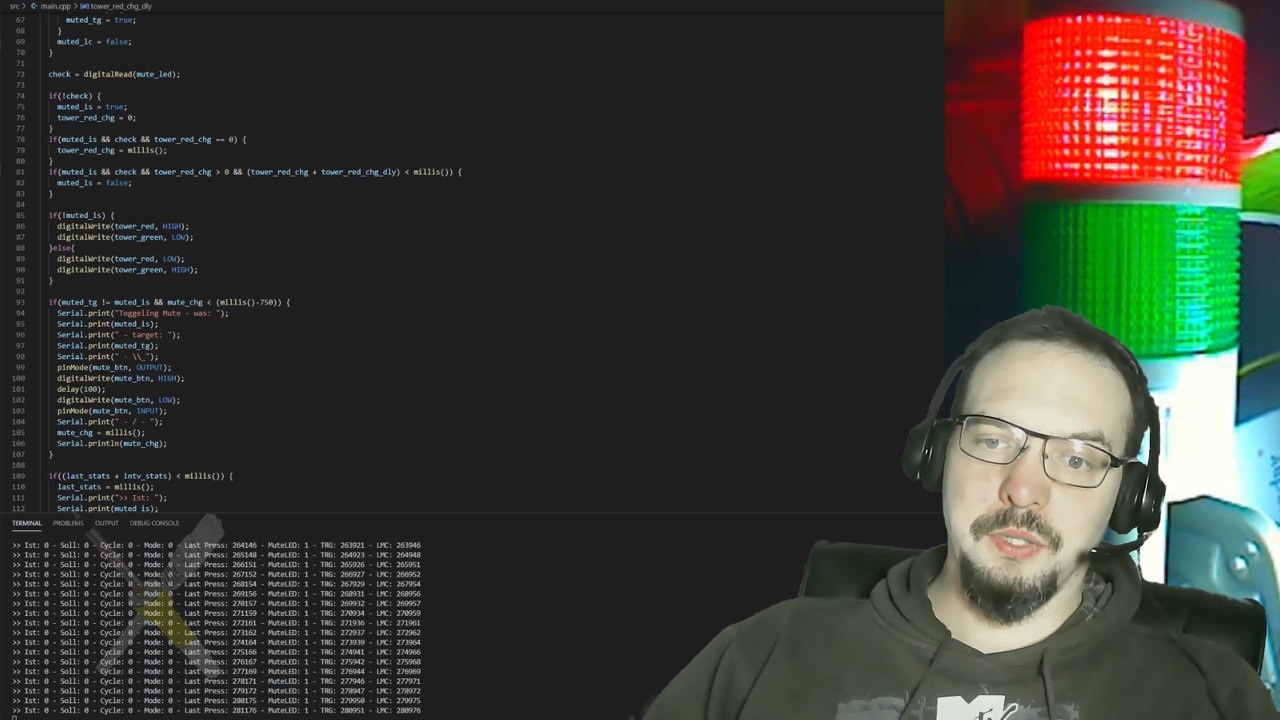 src > main.cpp > tower_red_chg_dly
67 muted_tg = true;
68 }
69 muted_lc = false;
70 }
71
72 check = digitalRead(mute_led);
73
74 if(!check) {
75 muted_is = true;
76 tower_red_chg = 0;
77 }
78 if(muted_is && check && tower_red_chg == 0) {
79 tower_red_chg = millis();
80 }
81 if(muted_is && check && tower_red_chg > 0 && (tower_red_chg + tower_red_chg_dly) < millis()) {
82 muted_is = false;
83 }
84
85 if(!muted_is) {
86 digitalWrite(tower_red, HIGH);
87 digitalWrite(tower_green, LOW);
88 }else{
89 digitalWrite(tower_red, LOW);
90 digitalWrite(tower_green, HIGH);
91 }
92
93 if(muted_tg != muted_is && mute_chg < (millis()-750)) {
94 Serial.print("Toggeling Mute - was: ");
95 Serial.print(muted_is);
96 Serial.print(" - target: ");
97 Serial.print(muted_tg);
98 Serial.print(" - \\_");
99 pinMode(mute_btn, OUTPUT);
100 digitalWrite(mute_btn, HIGH);
101 delay(100);
102 digitalWrite(mute_btn, LOW);
103 pinMode(mute_btn, INPUT);
104 Serial.print(" - / - ");
105 mute_chg = millis();
106 Serial.println(mute_chg);
107 }
108
109 if((last_stats + intv_stats) < millis()) {
110 last_stats = millis();
111 Serial.print(">> Ist: ");
112 Serial.print(muted_is);
TERMINAL PROBLEMS OUTPUT DEBUG CONSOLE
>> Ist: 0 - Soll: 0 - Cycle: 0 - Mode: 0 - Last Press: 264146 - MuteLED: 1 - TRG: 263921 - LMC: 263946
>> Ist: 0 - Soll: 0 - Cycle: 0 - Mode: 0 - Last Press: 265148 - MuteLED: 1 - TRG: 264923 - LMC: 264948
>> Ist: 0 - Soll: 0 - Cycle: 0 - Mode: 0 - Last Press: 266151 - MuteLED: 1 - TRG: 265926 - LMC: 265951
>> Ist: 0 - Soll: 0 - Cycle: 0 - Mode: 0 - Last Press: 267152 - MuteLED: 1 - TRG: 266927 - LMC: 266952
>> Ist: 0 - Soll: 0 - Cycle: 0 - Mode: 0 - Last Press: 268154 - MuteLED: 1 - TRG: 267929 - LMC: 267954
>> Ist: 0 - Soll: 0 - Cycle: 0 - Mode: 0 - Last Press: 269156 - MuteLED: 1 - TRG: 268931 - LMC: 268956
>> Ist: 0 - Soll: 0 - Cycle: 0 - Mode: 0 - Last Press: 270157 - MuteLED: 1 - TRG: 269932 - LMC: 269957
>> Ist: 0 - Soll: 0 - Cycle: 0 - Mode: 0 - Last Press: 271159 - MuteLED: 1 - TRG: 270934 - LMC: 270959
>> Ist: 0 - Soll: 0 - Cycle: 0 - Mode: 0 - Last Press: 272161 - MuteLED: 1 - TRG: 271936 - LMC: 271961
>> Ist: 0 - Soll: 0 - Cycle: 0 - Mode: 0 - Last Press: 273162 - MuteLED: 1 - TRG: 272937 - LMC: 272962
>> Ist: 0 - Soll: 0 - Cycle: 0 - Mode: 0 - Last Press: 274164 - MuteLED: 1 - TRG: 273939 - LMC: 273964
>> Ist: 0 - Soll: 0 - Cycle: 0 - Mode: 0 - Last Press: 275166 - MuteLED: 1 - TRG: 274941 - LMC: 274966
>> Ist: 0 - Soll: 0 - Cycle: 0 - Mode: 0 - Last Press: 276167 - MuteLED: 1 - TRG: 275942 - LMC: 275968
>> Ist: 0 - Soll: 0 - Cycle: 0 - Mode: 0 - Last Press: 277169 - MuteLED: 1 - TRG: 276944 - LMC: 276969
>> Ist: 0 - Soll: 0 - Cycle: 0 - Mode: 0 - Last Press: 278171 - MuteLED: 1 - TRG: 277946 - LMC: 277971
>> Ist: 0 - Soll: 0 - Cycle: 0 - Mode: 0 - Last Press: 279172 - MuteLED: 1 - TRG: 278947 - LMC: 278972
>> Ist: 0 - Soll: 0 - Cycle: 0 - Mode: 0 - Last Press: 280175 - MuteLED: 1 - TRG: 279950 - LMC: 279975
>> Ist: 0 - Soll: 0 - Cycle: 0 - Mode: 0 - Last Press: 281176 - MuteLED: 1 - TRG: 280951 - LMC: 280976